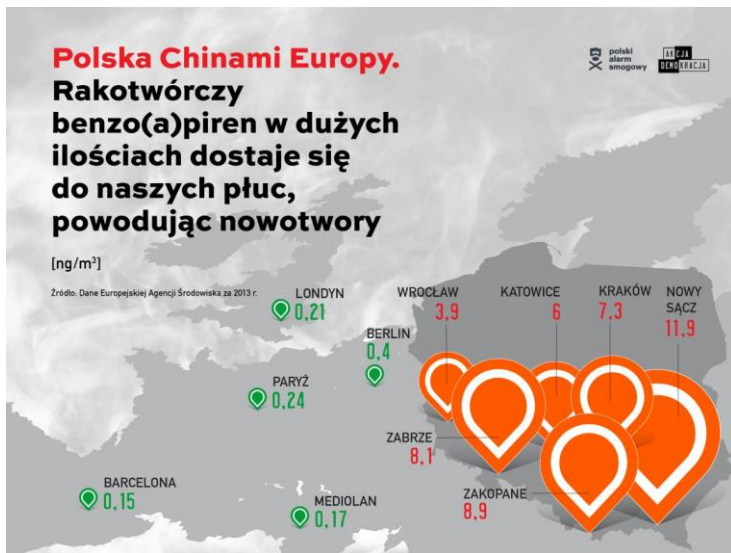 Polska Chinami Europy.
Rakotwórczy
benzo(a)piren w dużych
ilościach dostaje się
do naszych płuc,
powodując nowotwory
[ng/m³]
Źródło: Dane Europejskiej Agencji Środowiska za 2013 r.
polski
alarm
smogowy
AKCJA
DEMOKRACJA
LONDYN
0,21
BERLIN
0,4
PARYŻ
0,24
BARCELONA
0,15
MEDIOLAN
0,17
WROCŁAW
3,9
KATOWICE
6
KRAKÓW
7,3
NOWY
SĄCZ
11,9
ZABRZE
8,1
ZAKOPANE
8,9